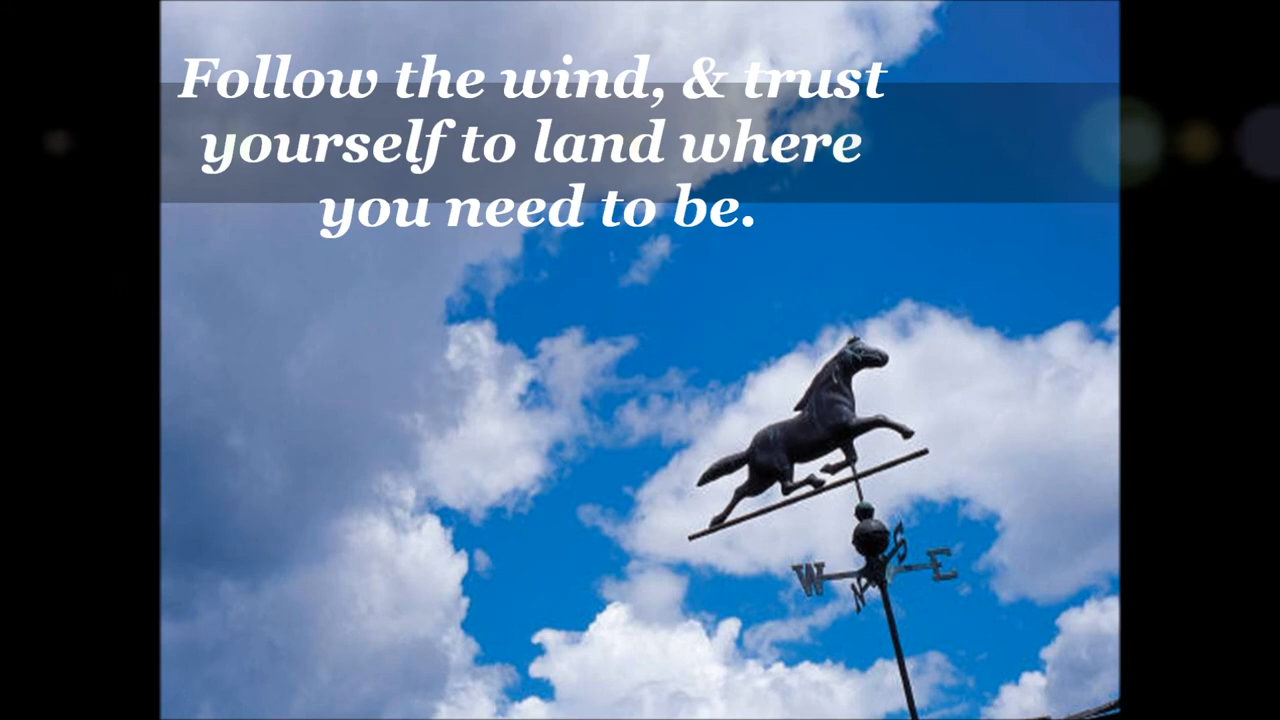 Follow the wind, & trust
yourself to land where
you need to be.
S
W E
N